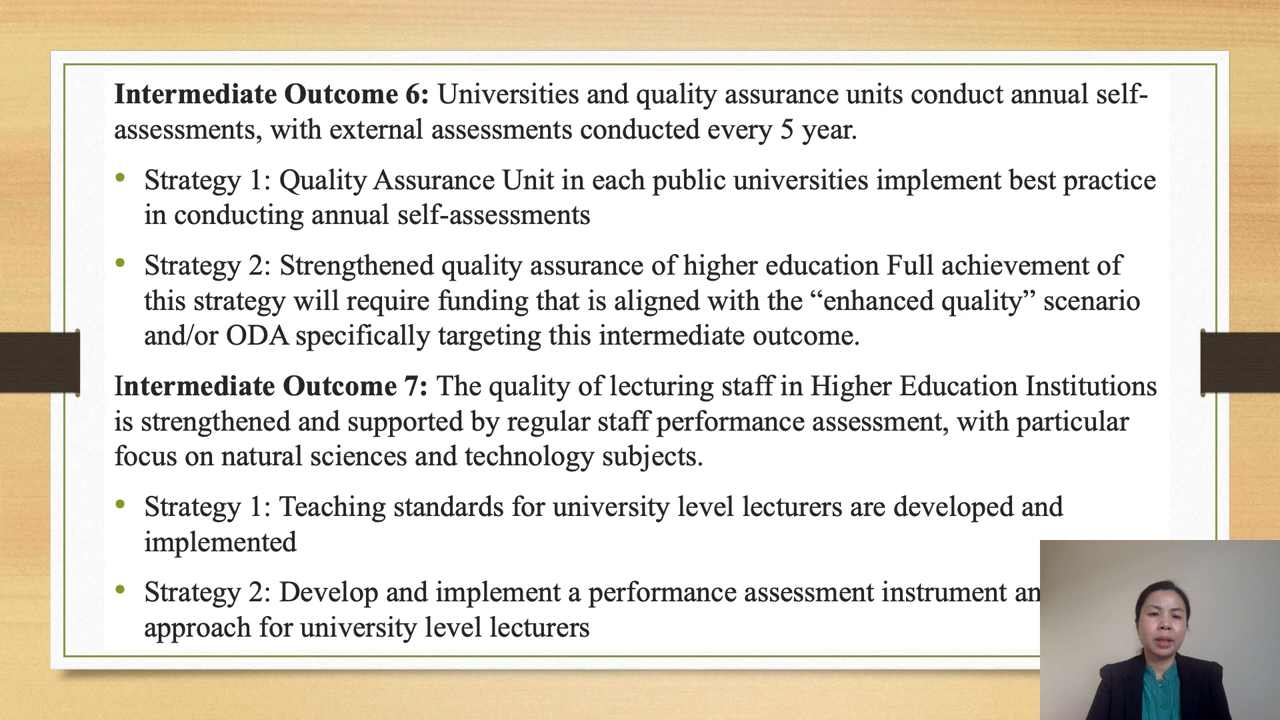 Intermediate Outcome 6: Universities and quality assurance units conduct annual self-
assessments, with external assessments conducted every 5 year.
• Strategy 1: Quality Assurance Unit in each public universities implement best practice
in conducting annual self-assessments
• Strategy 2: Strengthened quality assurance of higher education Full achievement of
this strategy will require funding that is aligned with the “enhanced quality” scenario
and/or ODA specifically targeting this intermediate outcome.
Intermediate Outcome 7: The quality of lecturing staff in Higher Education Institutions
is strengthened and supported by regular staff performance assessment, with particular
focus on natural sciences and technology subjects.
• Strategy 1: Teaching standards for university level lecturers are developed and
implemented
• Strategy 2: Develop and implement a performance assessment instrument
approach for university level lecturers